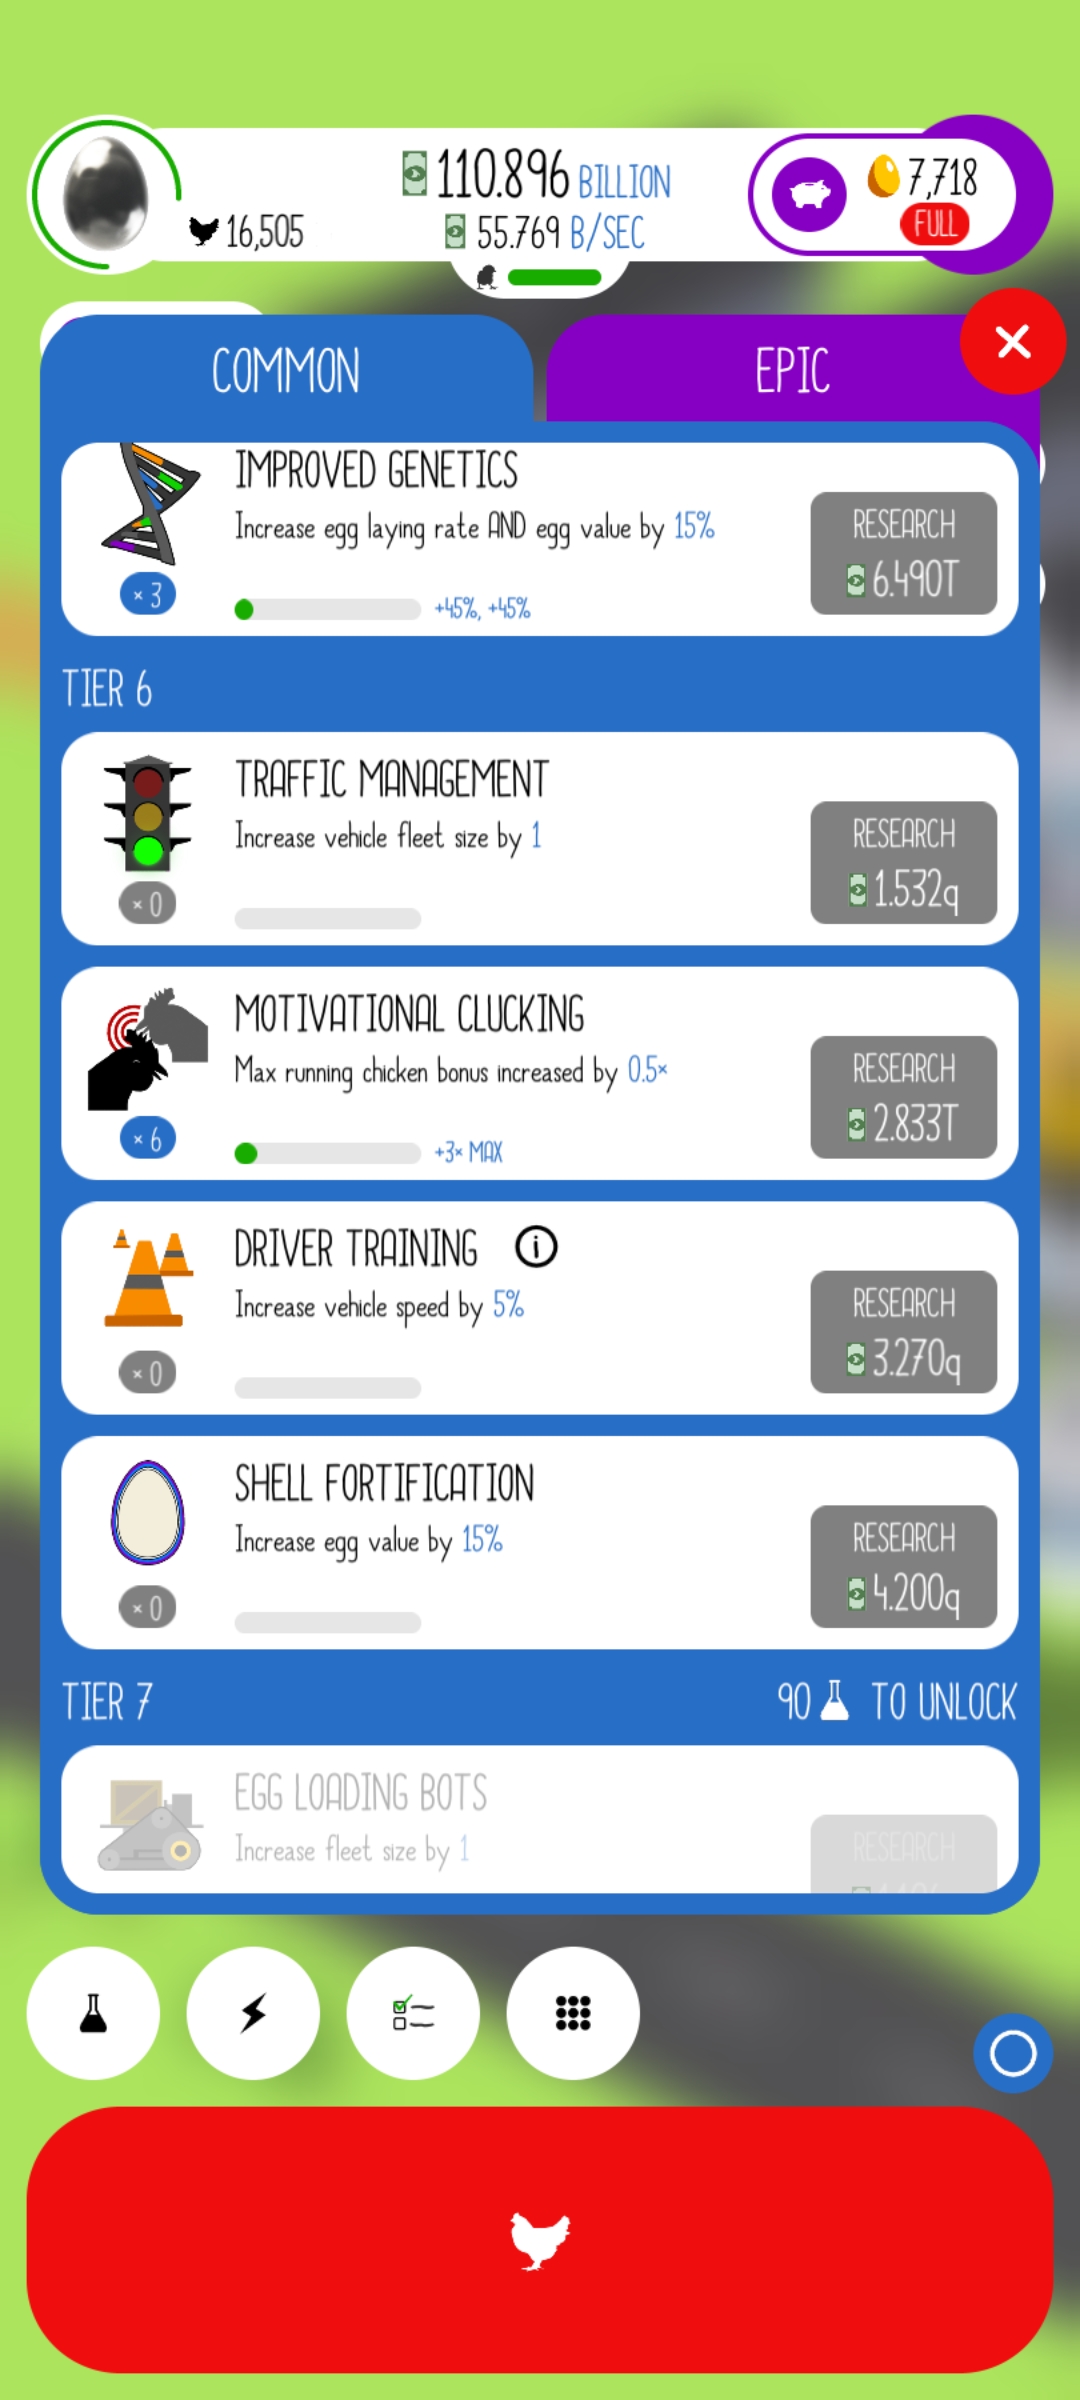 110.896 BILLION
7,718
16,505
55.769 B/SEC
FULL
COMMON
EPIC
IMPROVED GENETICS
Increase egg laying rate AND egg value by 15%
RESEARCH
6.490T
× 3
+45%, +45%
TIER 6
TRAFFIC MANAGEMENT
Increase vehicle fleet size by 1
RESEARCH
1.532q
× 0
MOTIVATIONAL CLUCKING
Max running chicken bonus increased by 0.5×
RESEARCH
2.833T
× 6
+3× MAX
DRIVER TRAINING
Increase vehicle speed by 5%
RESEARCH
3.270q
× 0
SHELL FORTIFICATION
Increase egg value by 15%
RESEARCH
4.200q
× 0
TIER 7
90 TO UNLOCK
EGG LOADING BOTS
Increase fleet size by 1
RESEARCH